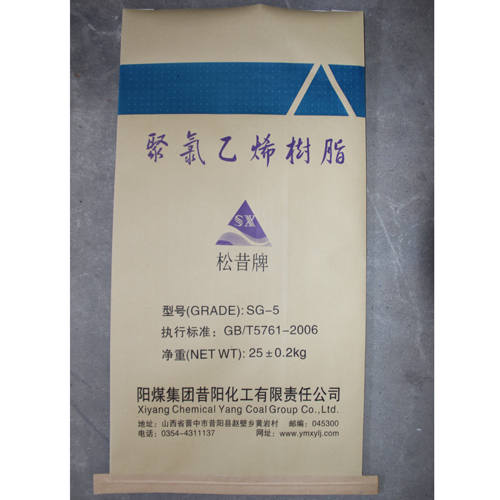 聚氯乙烯樹脂
SX
松昔牌
型号(GRADE): SG-5
执行标准: GB/T5761-2006
净重(NET WT): 25±0.2kg
阳煤集团昔阳化工有限责任公司
Xiyang Chemical Yang Coal Group Co.,Ltd.
地址: 山西省晋中市昔阳县赵壁乡黄岩村 邮编: 045300
电话: 0354-4311137 网址: www.ymxylj.com